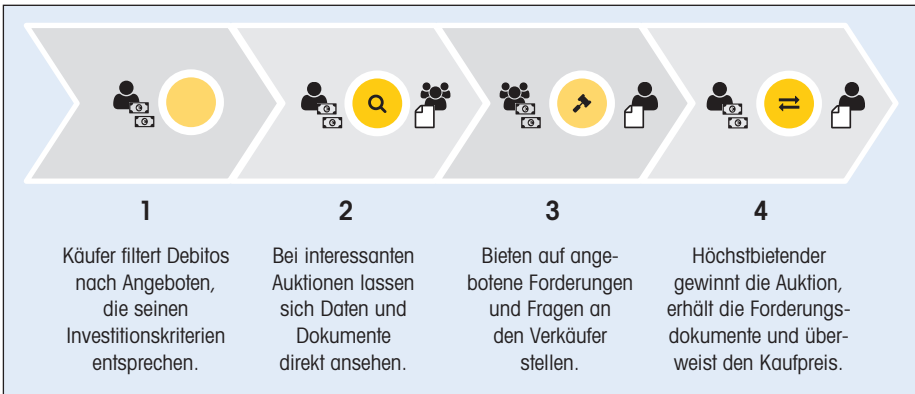 1
Käufer filtert Debitos
nach Angeboten,
die seinen
Investitionskriterien
entsprechen.
2
Bei interessanten
Auktionen lassen
sich Daten und
Dokumente
direkt ansehen.
3
Bieten auf ange-
botene Forderungen
und Fragen an
den Verkäufer
stellen.
4
Höchstbietender
gewinnt die Auktion,
erhält die Forderungs-
dokumente und über-
weist den Kaufpreis.